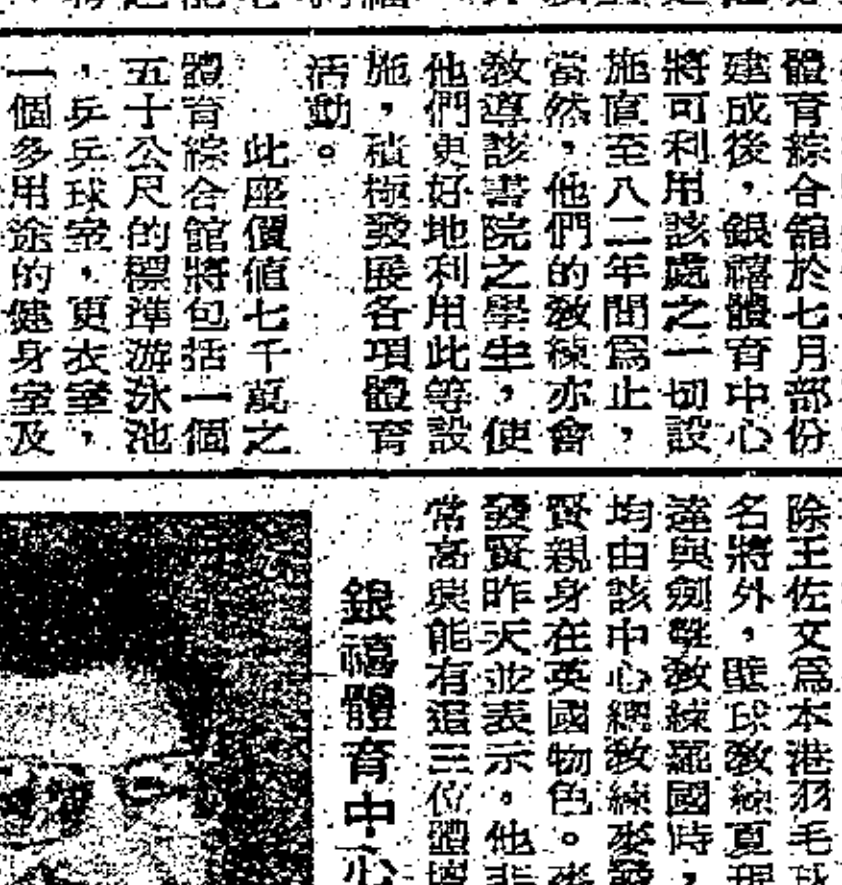 體育綜合館於七月部份
建成後，銀禧體育中心
將可利用該處之一切設
施直至八二年間爲止，
當然，他們的教練亦會
教導該書院之學生，使
他們更好地利用此等設
施，積極發展各項體育
活動。
此座價值七千萬之
體育綜合館將包括一個
五十公尺的標準游泳池
，乒乓球室，更衣室，
一個多用途的健身室及
除王佐文爲本港羽毛球
名將外，壁球教練夏
達與劍擊教練羅國時，
均由該中心總教練麥發
賢親身在英國物色。麥
發賢昨天並表示。他非
常高興能有這三位體壇
銀禧體育中心